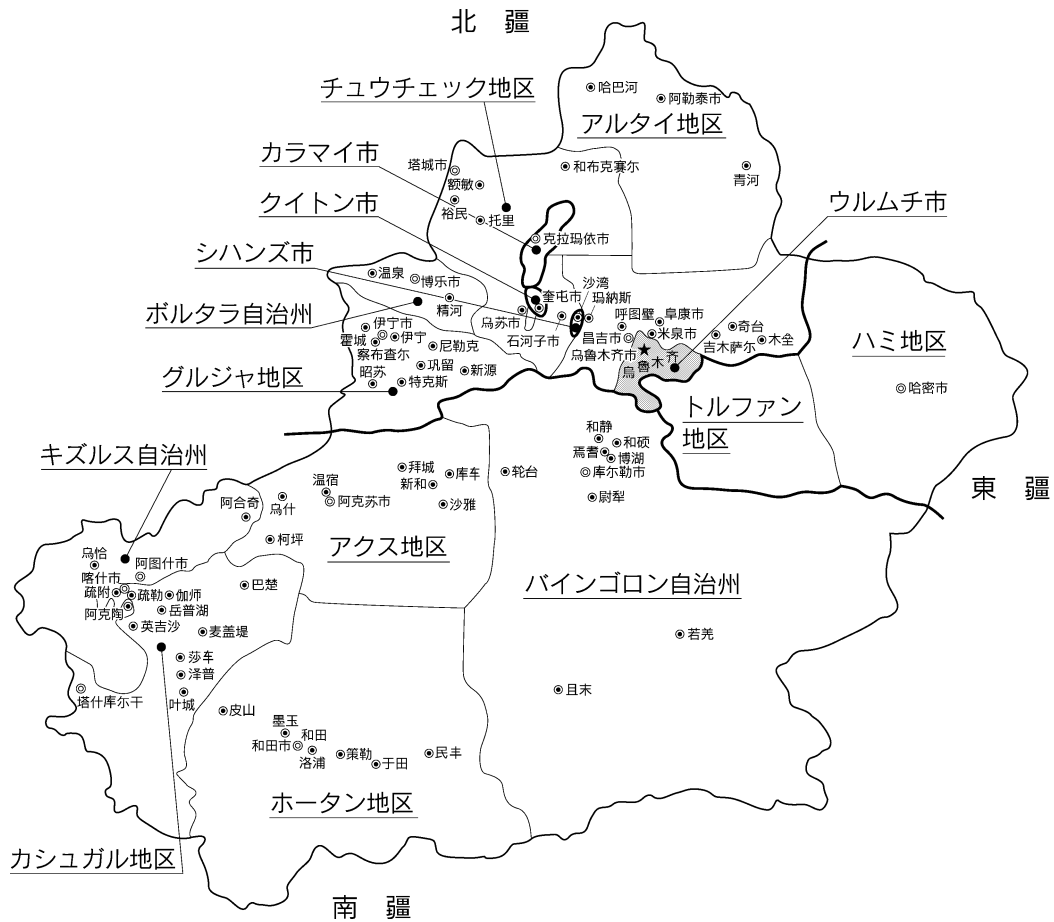 北 疆
チュウチェック地区
哈巴河
阿勒泰市
アルタイ地区
カラマイ市
塔城市
额敏
和布克赛尔
青河
クイトン市
裕民
托里
ウルムチ市
シハンズ市
克拉玛依市
温泉
博乐市
沙湾
精河
奎屯市
玛納斯
ボルタラ自治州
乌苏市
呼图壁
阜康市
伊宁市
石河子市
昌吉市
米泉市
奇台
霍城
伊宁
吉木萨尔
木全
ハミ地区
察布查尔
尼勒克
乌鲁木齐市
烏魯木齐
昭苏
巩留
新源
グルジャ地区
特克斯
哈密市
トルファン
地区
和静
和硕
焉耆
博湖
キズルス自治州
拜城
库车
轮台
库尔勒市
東 疆
温宿
新和
阿合奇
乌什
阿克苏市
沙雅
尉犁
柯坪
アクス地区
乌恰
阿图什市
喀什市
巴楚
バインゴロン自治州
疏附
疏勒
伽师
阿克陶
岳普湖
英吉沙
麦盖堤
若羌
莎车
泽普
塔什库尔干
叶城
且末
皮山
墨玉
和田
和田市
洛浦
策勒
于田
民丰
ホータン地区
カシュガル地区
南 疆